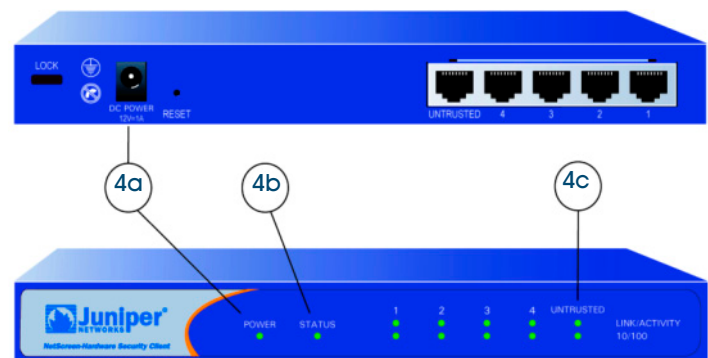 LOCK
DC POWER
12V=1A
RESET
UNTRUSTED 4 3 2 1
4a
4b
4c
Juniper
NETWORKS
NetScreen-Hardware Security Client
POWER STATUS 1 2 3 4 UNTRUSTED
LINK/ACTIVITY
10/100